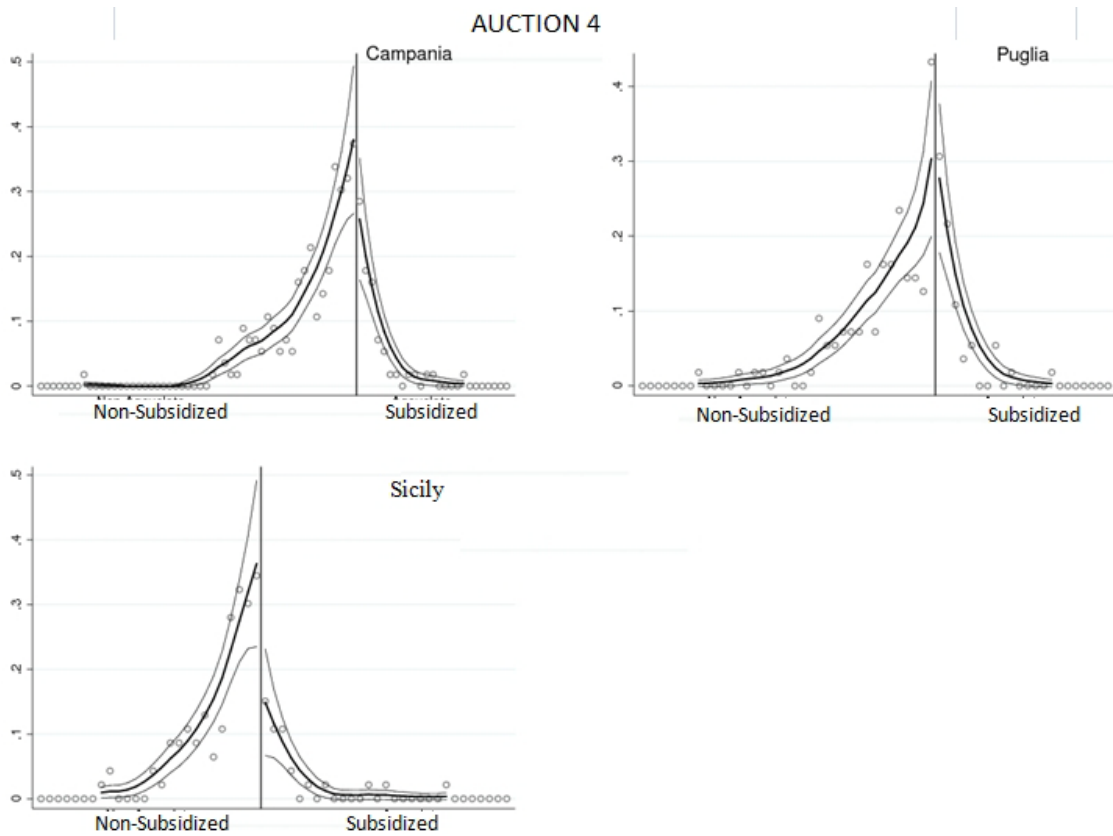 AUCTION 4
Campania
.5
.4
.3
.2
.1
0
Non-Subsidized Subsidized
Puglia
.4
.3
.2
.1
0
Non-Subsidized Subsidized
Sicily
.5
.4
.3
.2
.1
0
Non-Subsidized Subsidized